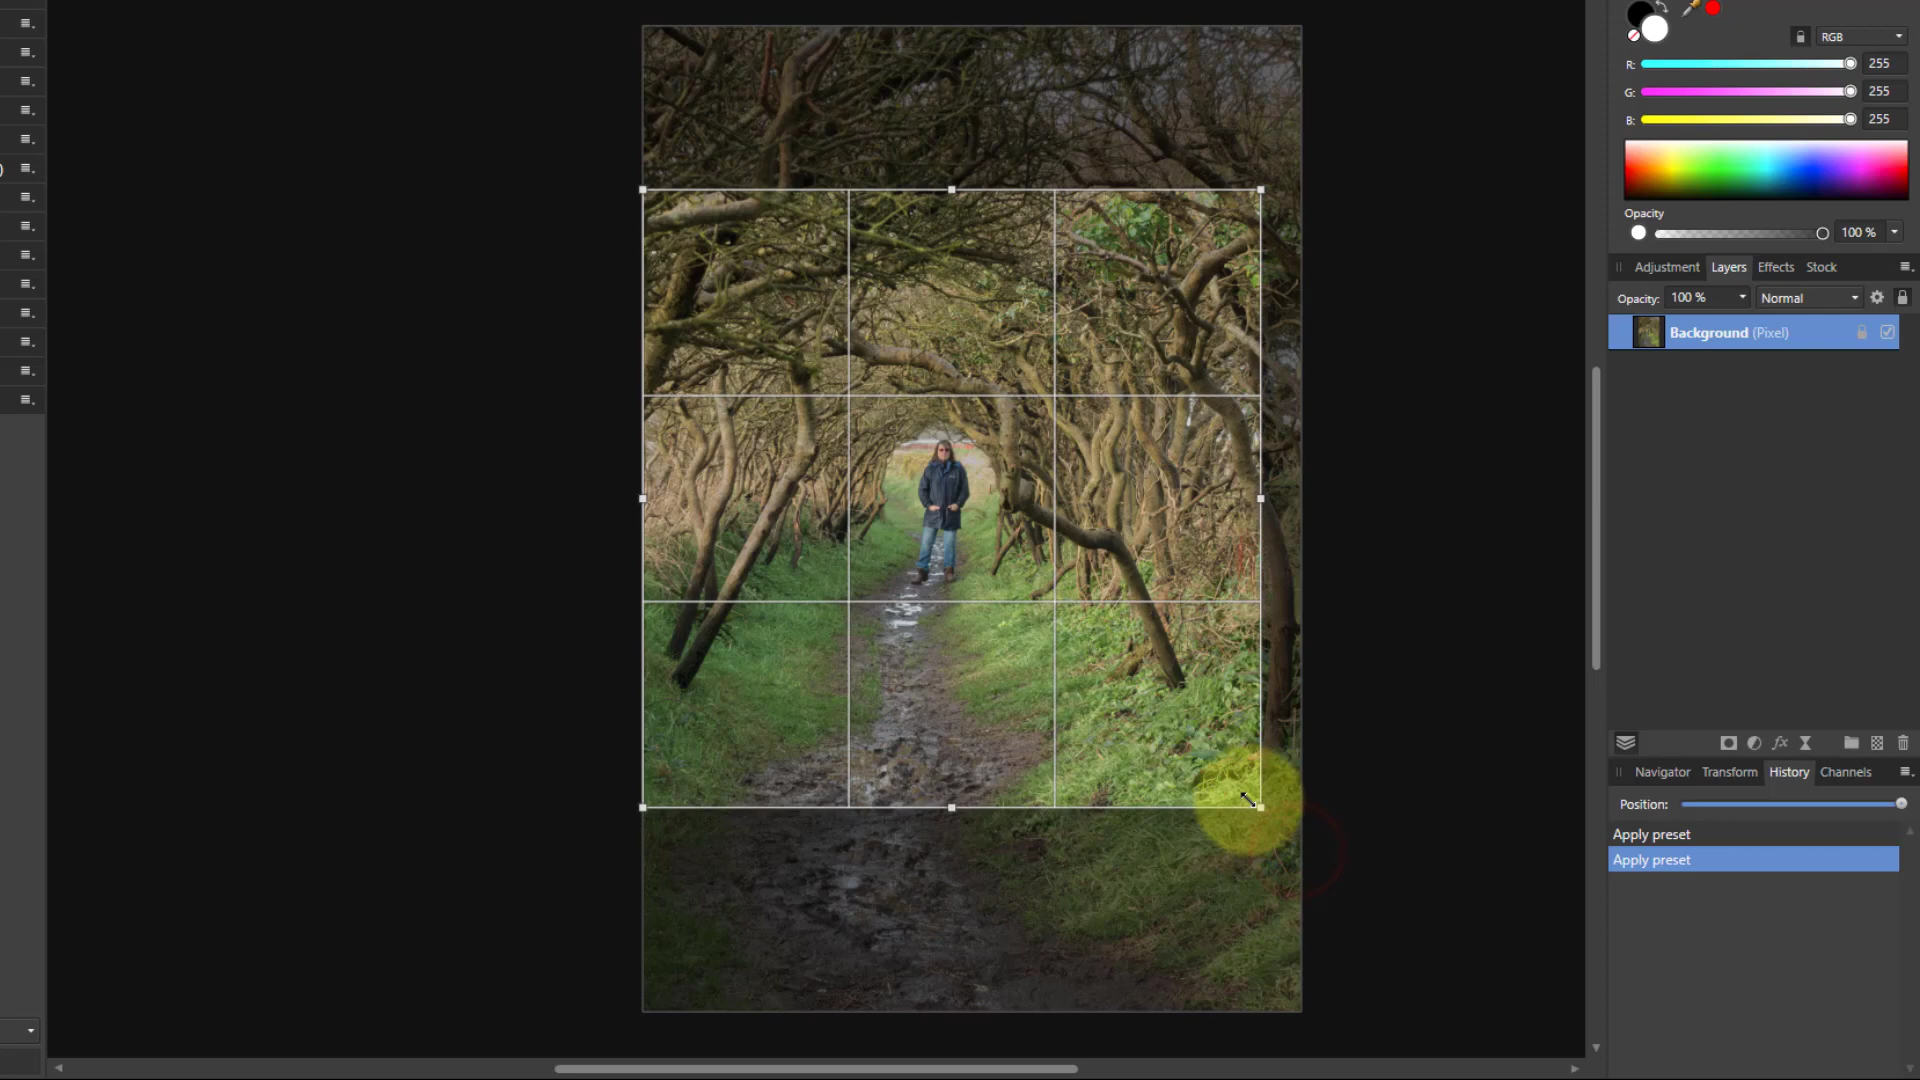 )
RGB
R:
255
G:
255
B:
255
Opacity
100 %
Adjustment Layers Effects Stock
Opacity: 100 % Normal
Background (Pixel)
fx
Navigator Transform History Channels
Position:
Apply preset
Apply preset